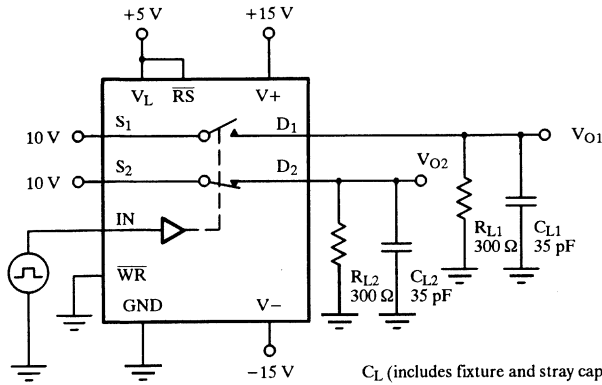 +5 V
+15 V
V_L
RS
V+
10 V
S_1
D_1
V_O1
10 V
S_2
D_2
V_O2
IN
R_L1
300 Ω
C_L1
35 pF
WR
R_L2
300 Ω
C_L2
35 pF
GND
V−
−15 V
C_L (includes fixture and stray cap